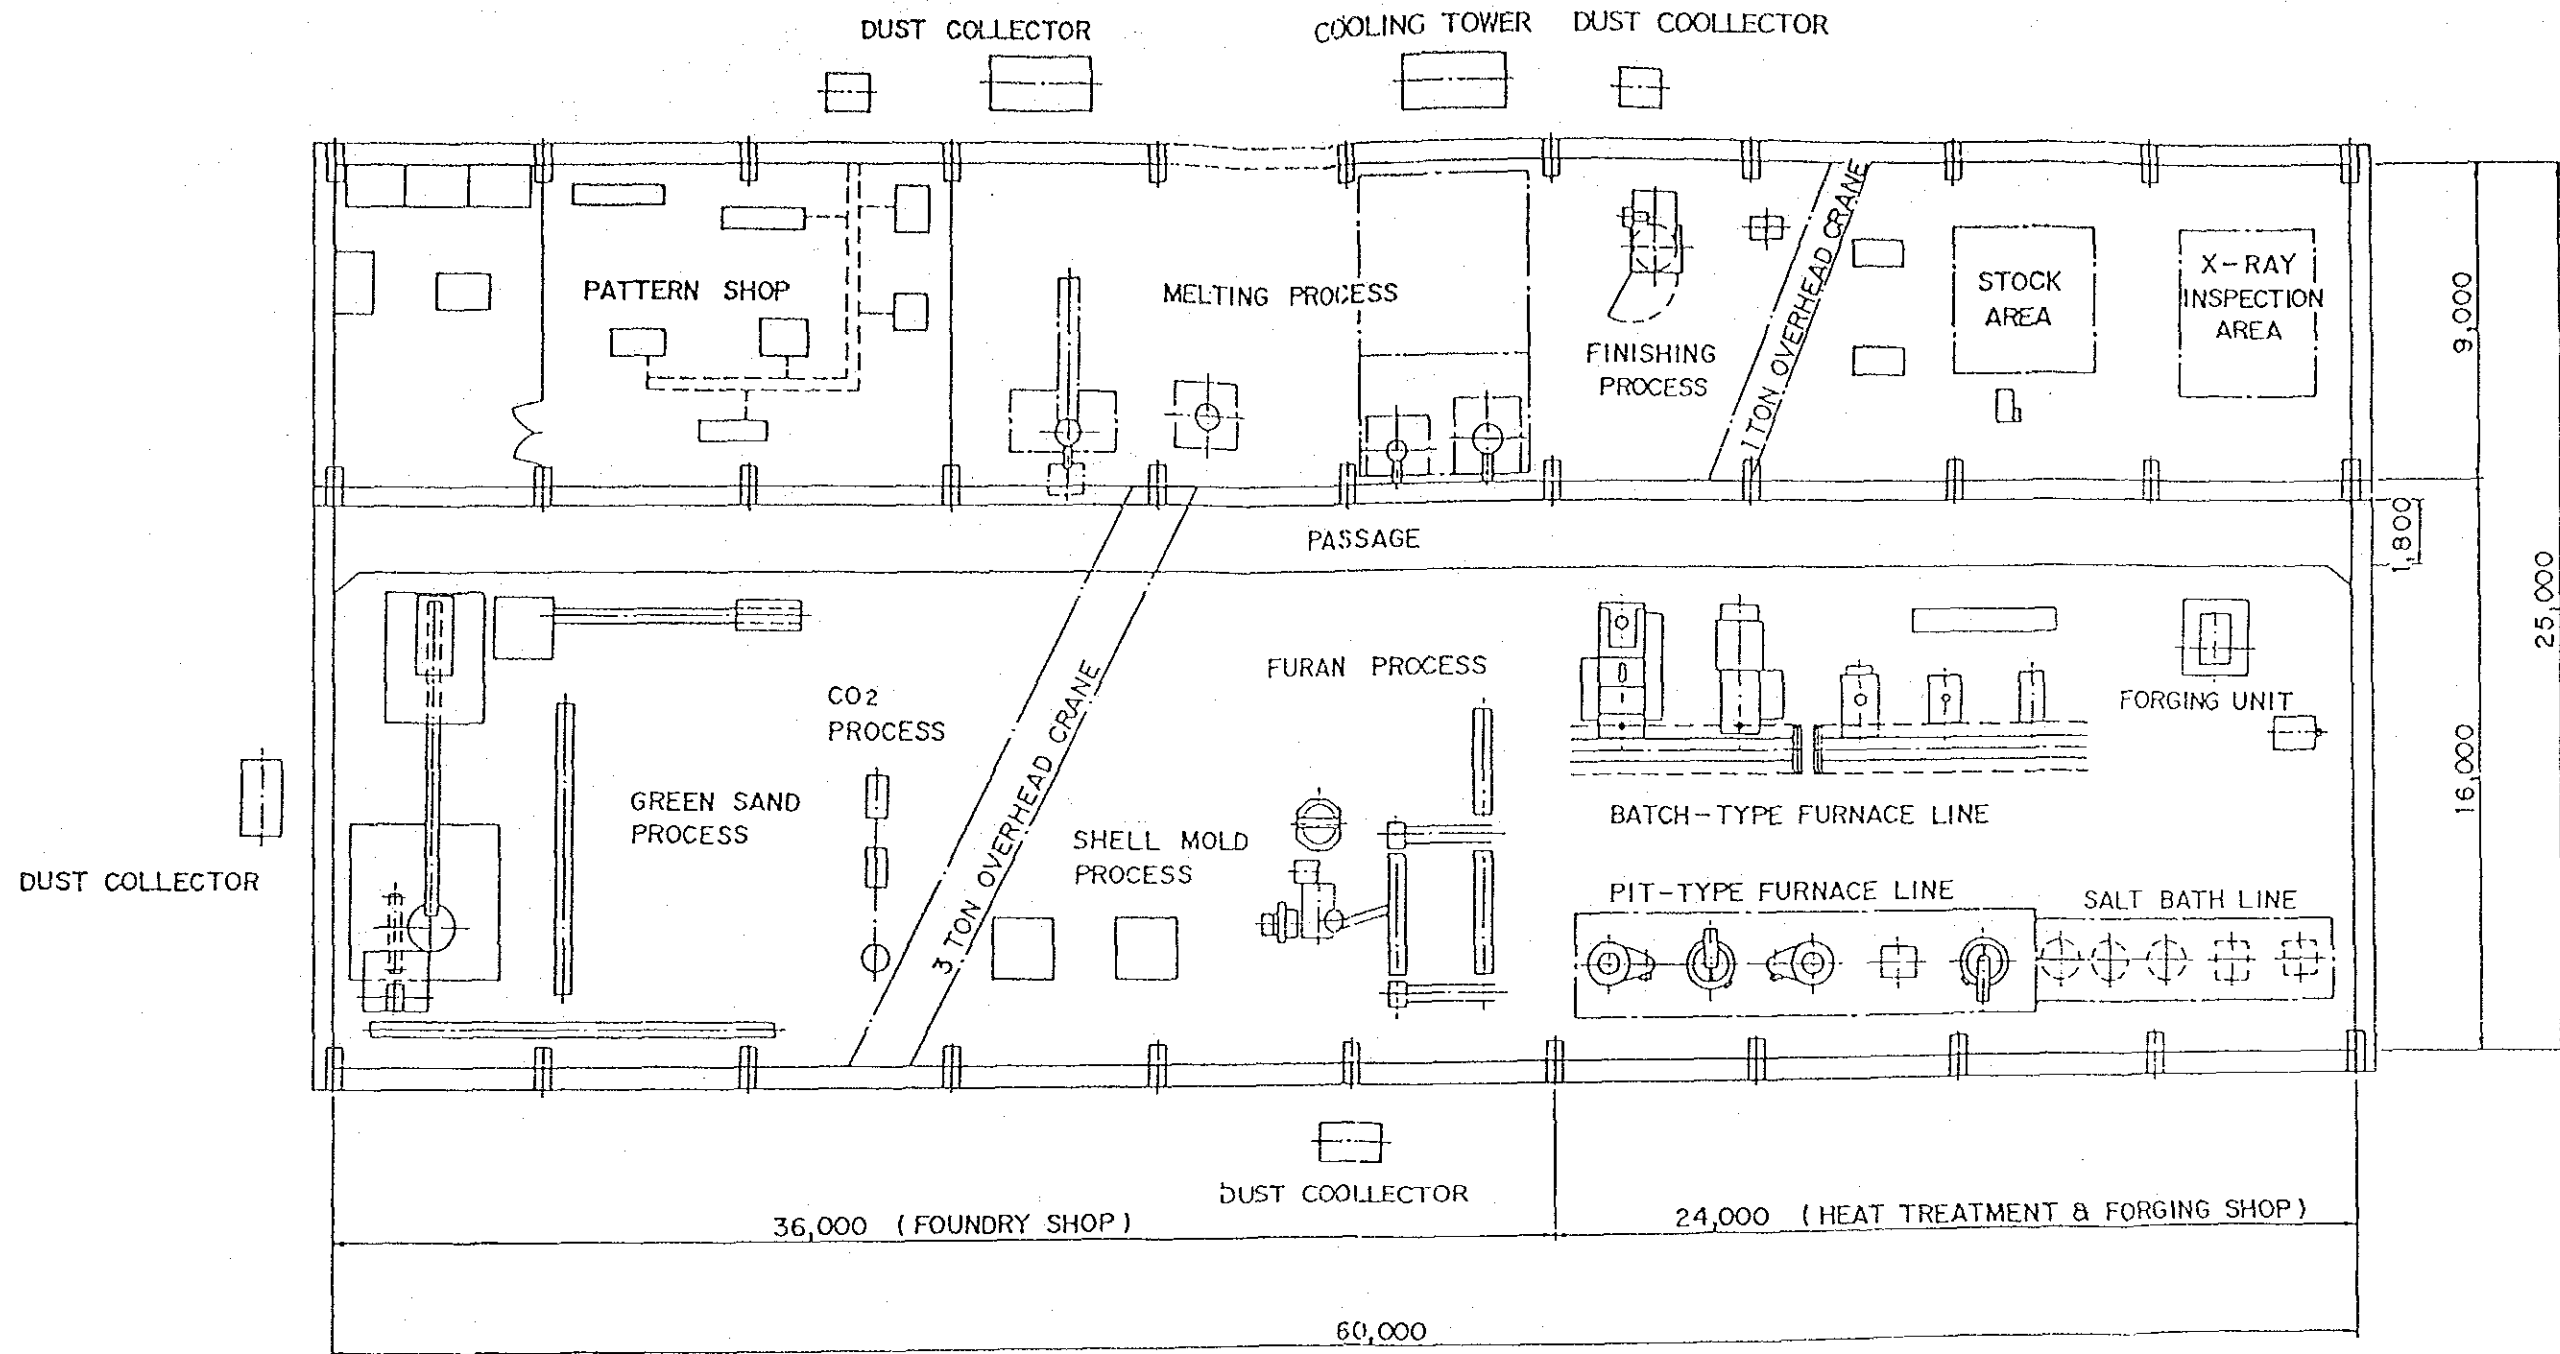 DUST COLLECTOR
COOLING TOWER
DUST COOLLECTOR
PATTERN SHOP
MELTING PROCESS
FINISHING
PROCESS
1 TON OVERHEAD CRANE
STOCK
AREA
X-RAY
INSPECTION
AREA
9,000
PASSAGE
1,800
25,000
16,000
CO2
PROCESS
FURAN PROCESS
FORGING UNIT
GREEN SAND
PROCESS
3 TON OVERHEAD CRANE
SHELL MOLD
PROCESS
BATCH-TYPE FURNACE LINE
DUST COLLECTOR
PIT-TYPE FURNACE LINE
SALT BATH LINE
DUST COOLLECTOR
36,000 (FOUNDRY SHOP)
24,000 (HEAT TREATMENT & FORGING SHOP)
60,000